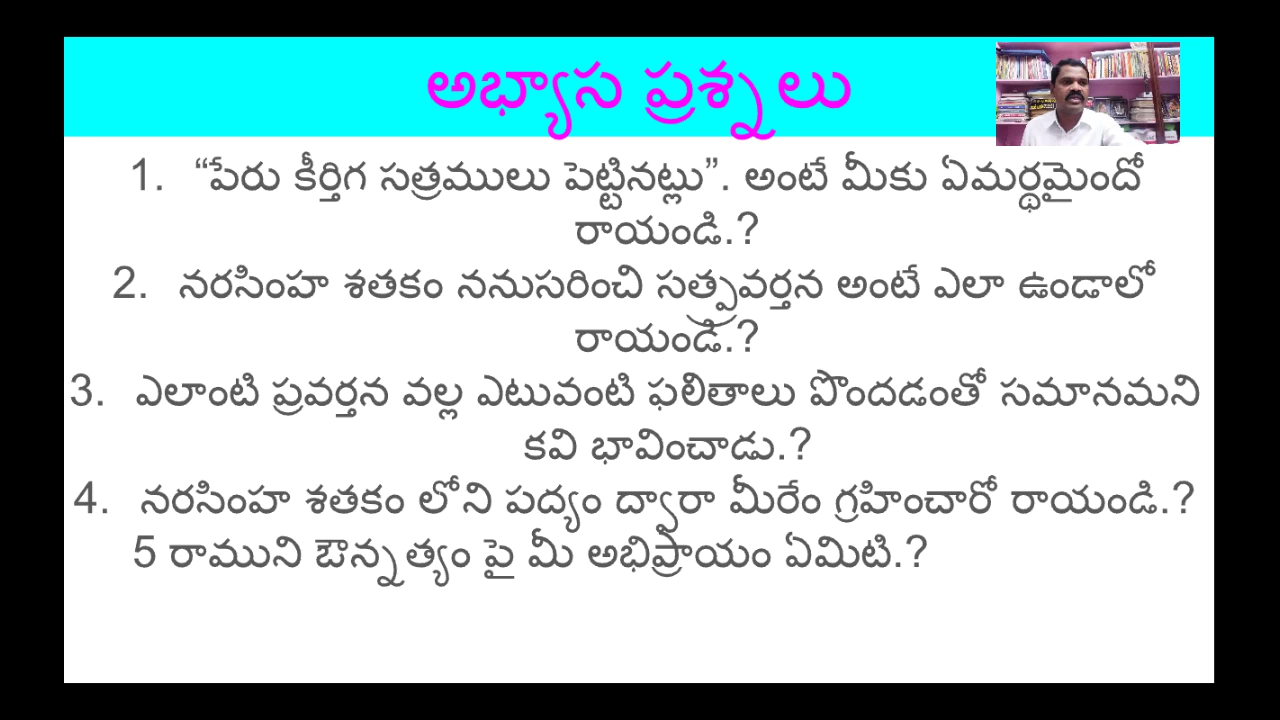 అభ్యాస ప్రశ్నలు
1. “పేరు కీర్తిగ సత్రములు పెట్టినట్లు”. అంటే మీకు ఏమర్థమైందో
రాయండి.?
2. నరసింహ శతకం ననుసరించి సత్ప్రవర్తన అంటే ఎలా ఉండాలో
రాయండి.?
3. ఎలాంటి ప్రవర్తన వల్ల ఎటువంటి ఫలితాలు పొందడంతో సమానమని
కవి భావించాడు.?
4. నరసింహ శతకం లోని పద్యం ద్వారా మీరేం గ్రహించారో రాయండి.?
5 రాముని ఔన్నత్యం పై మీ అభిప్రాయం ఏమిటి.?